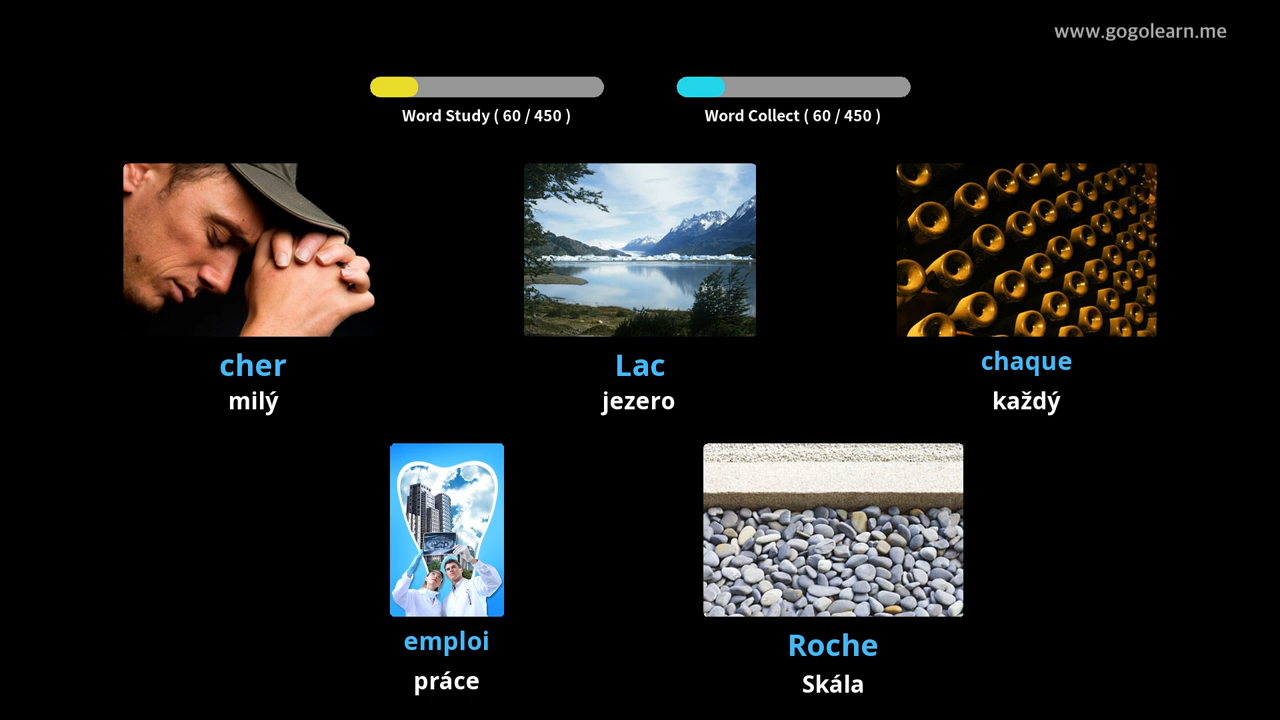 www.gogolearn.me
Word Study ( 60 / 450 )
Word Collect ( 60 / 450 )
cher
milý
Lac
jezero
chaque
každý
emploi
práce
Roche
Skála